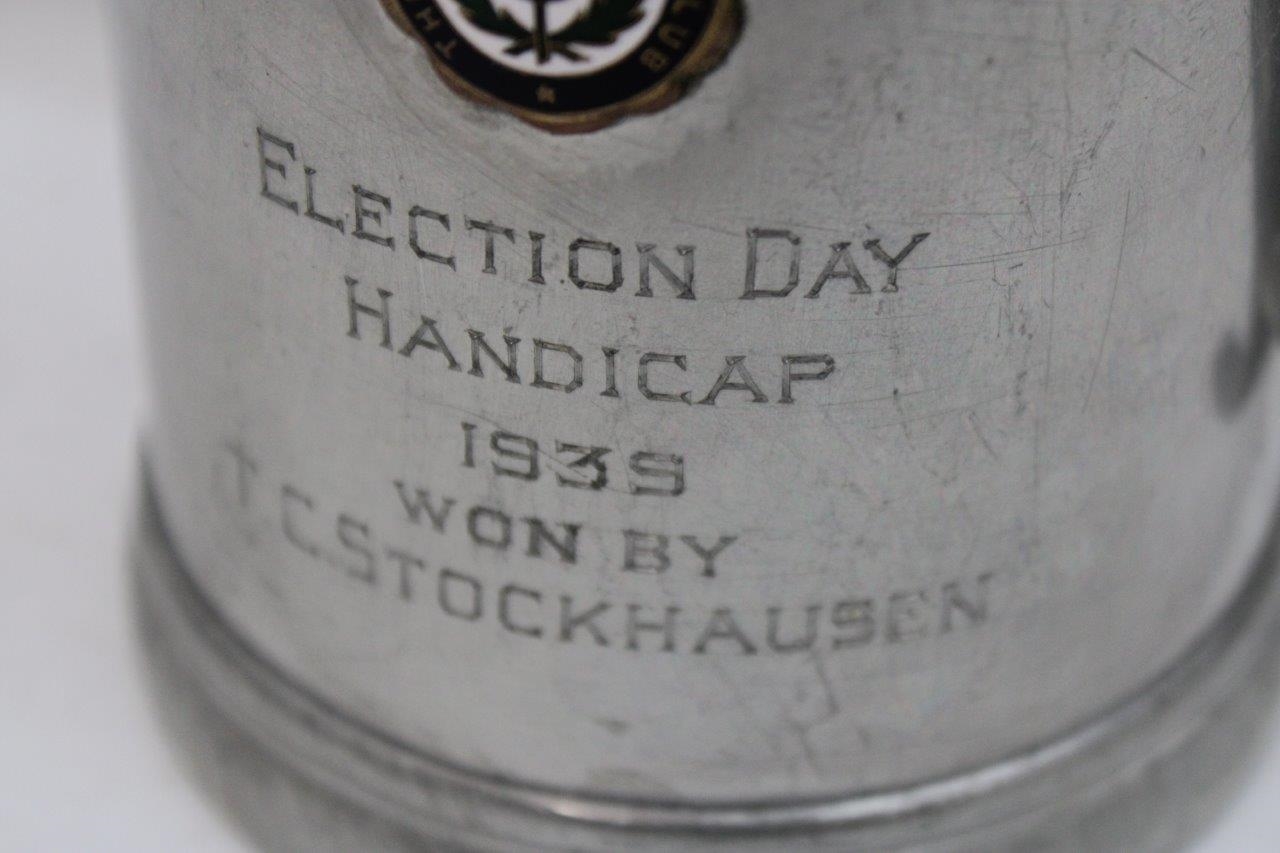 ELECTION DAY
HANDICAP
1939
WON BY
T C. STOCKHAUSEN